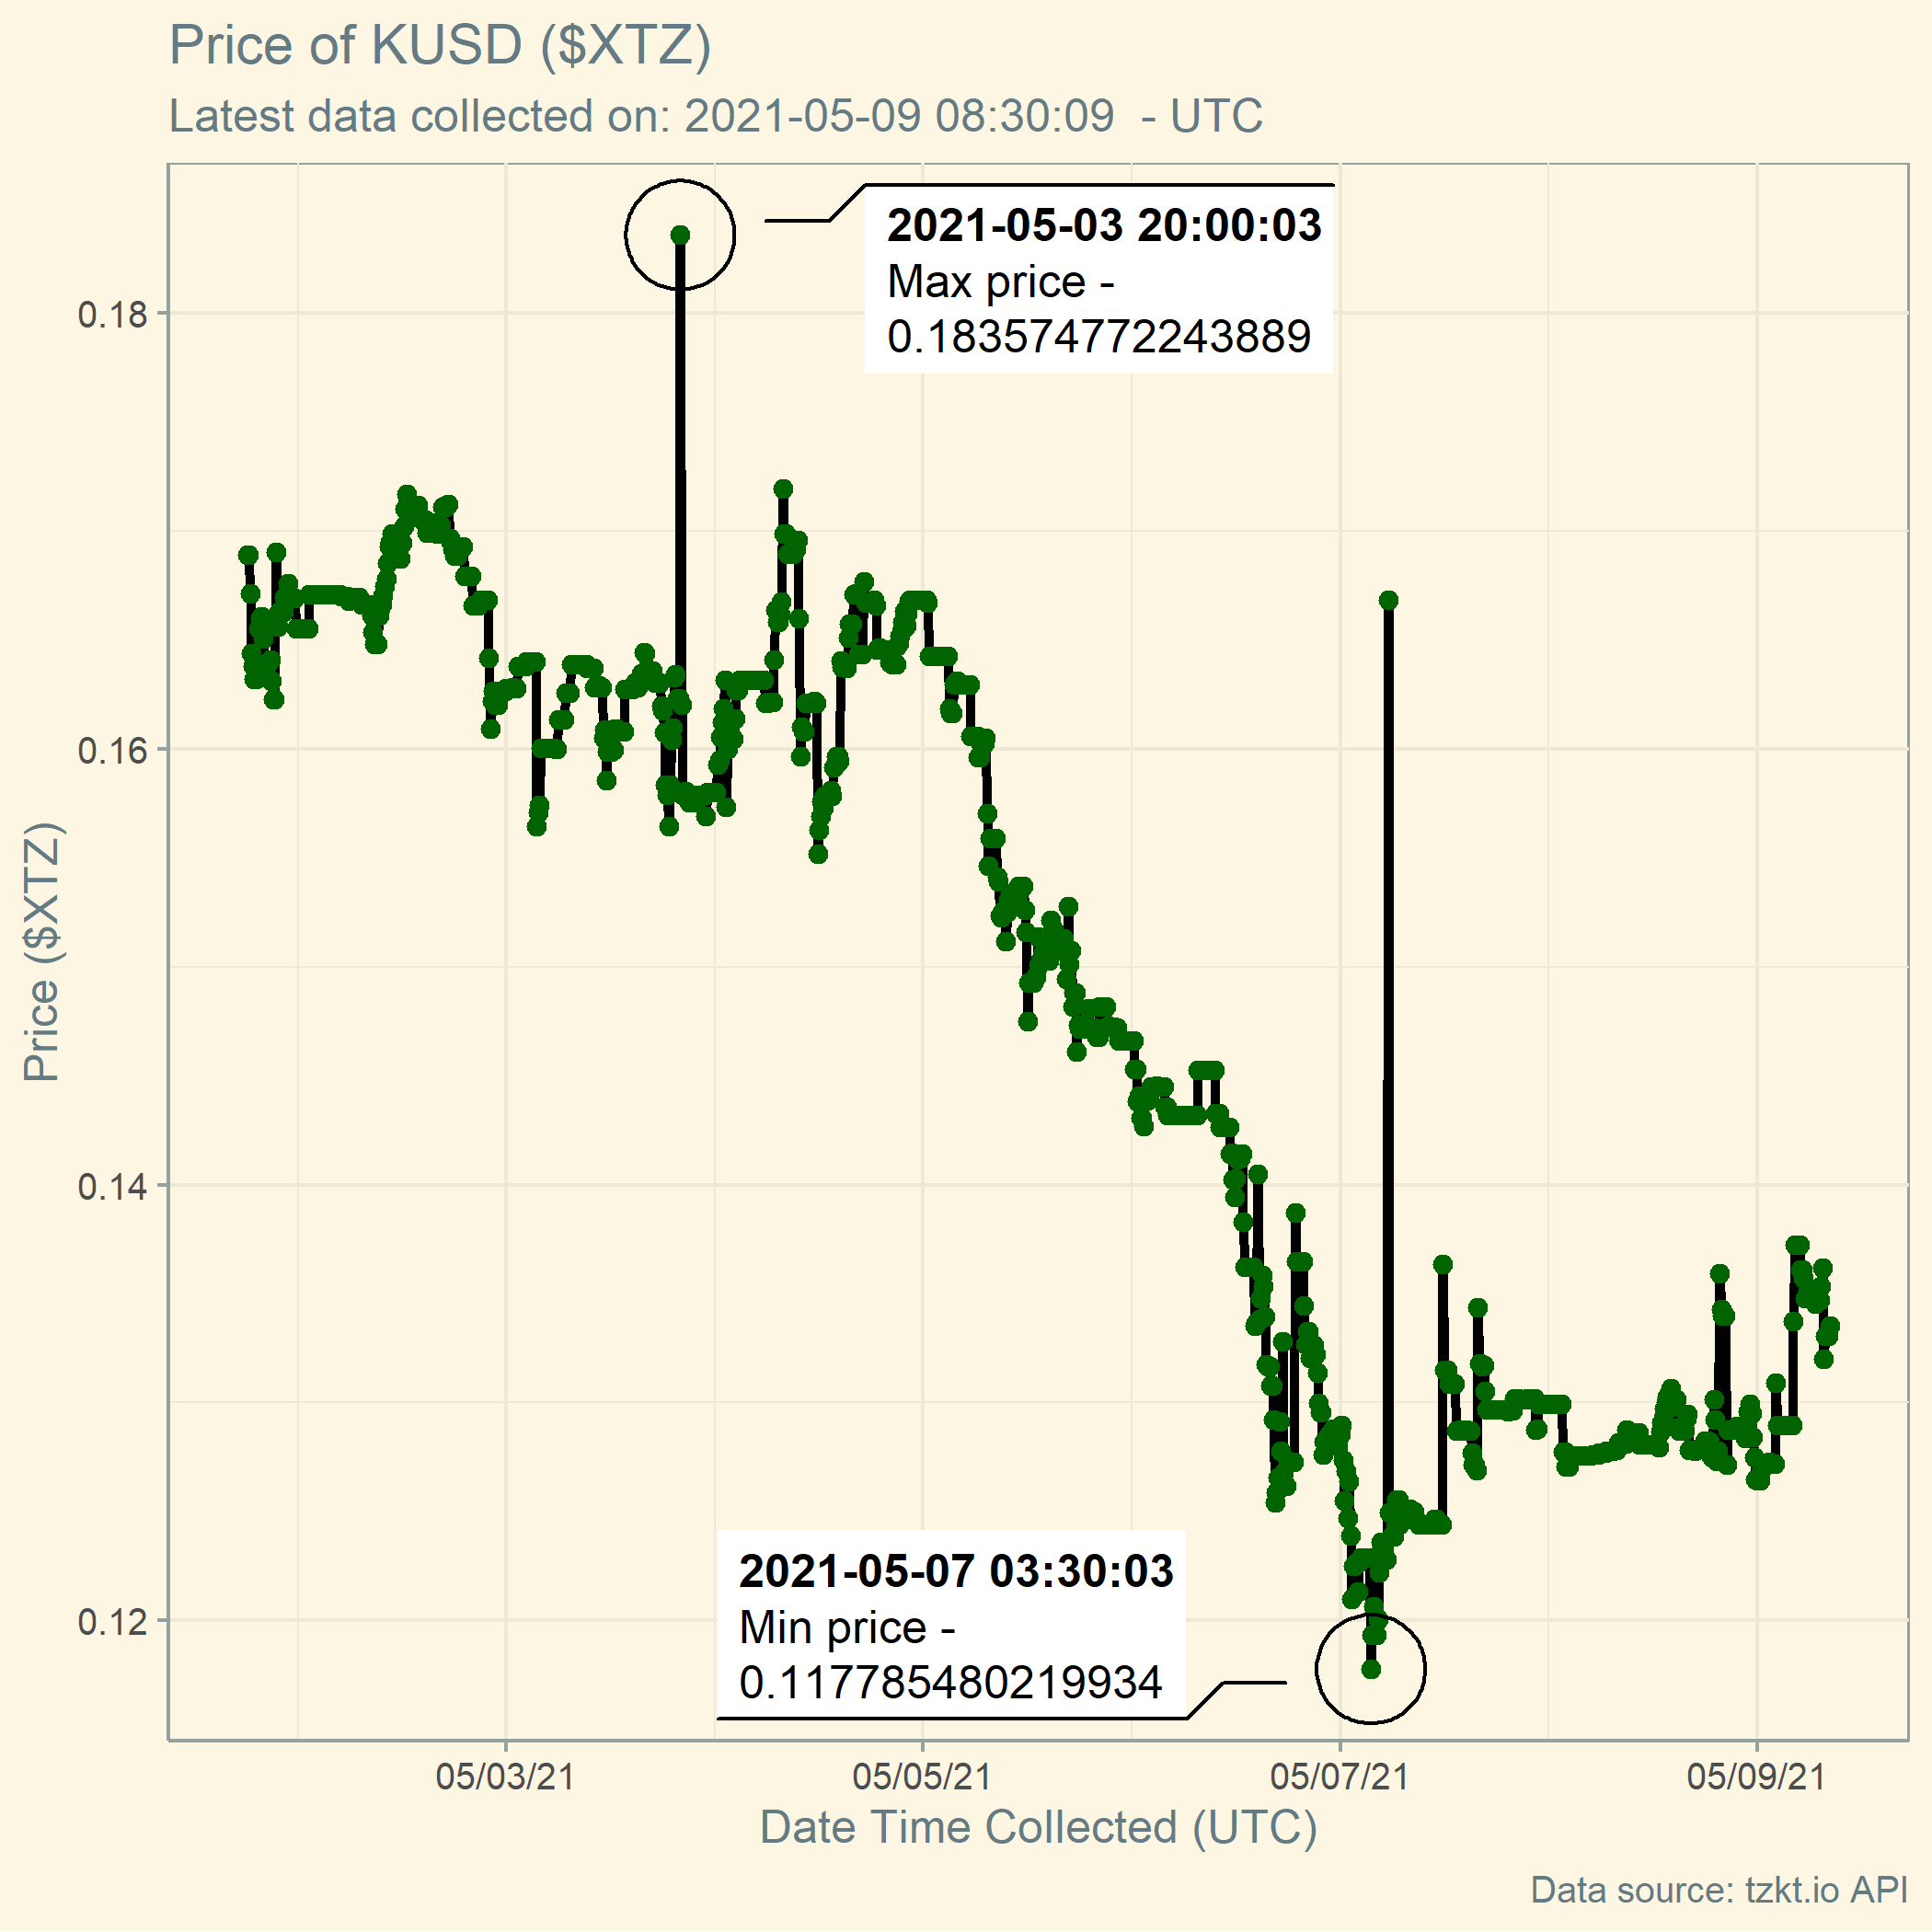 Price of KUSD ($XTZ)
Latest data collected on: 2021-05-09 08:30:09  - UTC
2021-05-03 20:00:03
Max price -
0.183574772243889
0.18
0.16
0.14
0.12
Price ($XTZ)
2021-05-07 03:30:03
Min price -
0.117785480219934
05/03/21
05/05/21
05/07/21
05/09/21
Date Time Collected (UTC)
Data source: tzkt.io API